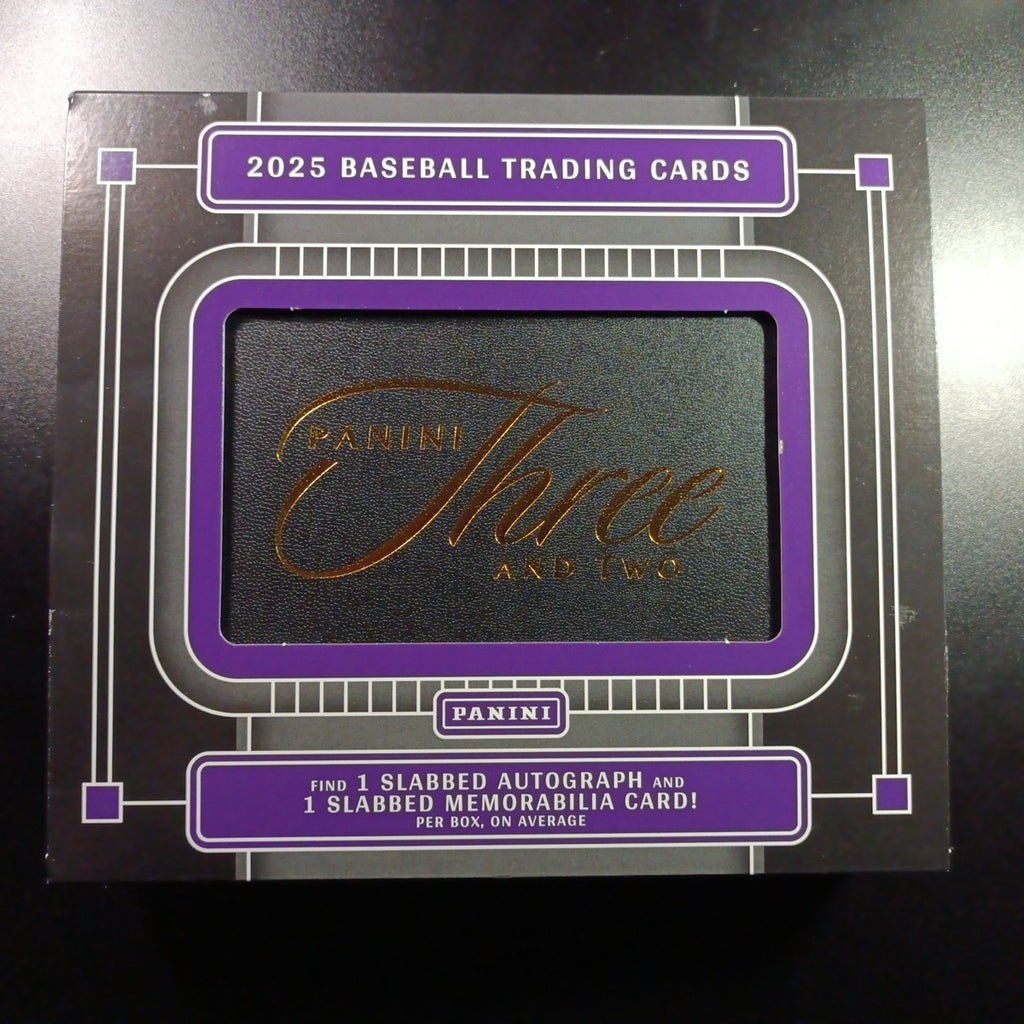 2025 BASEBALL TRADING CARDS
PANINI
Three
AND TWO
PANINI
FIND 1 SLABBED AUTOGRAPH AND
1 SLABBED MEMORABILIA CARD!
PER BOX, ON AVERAGE